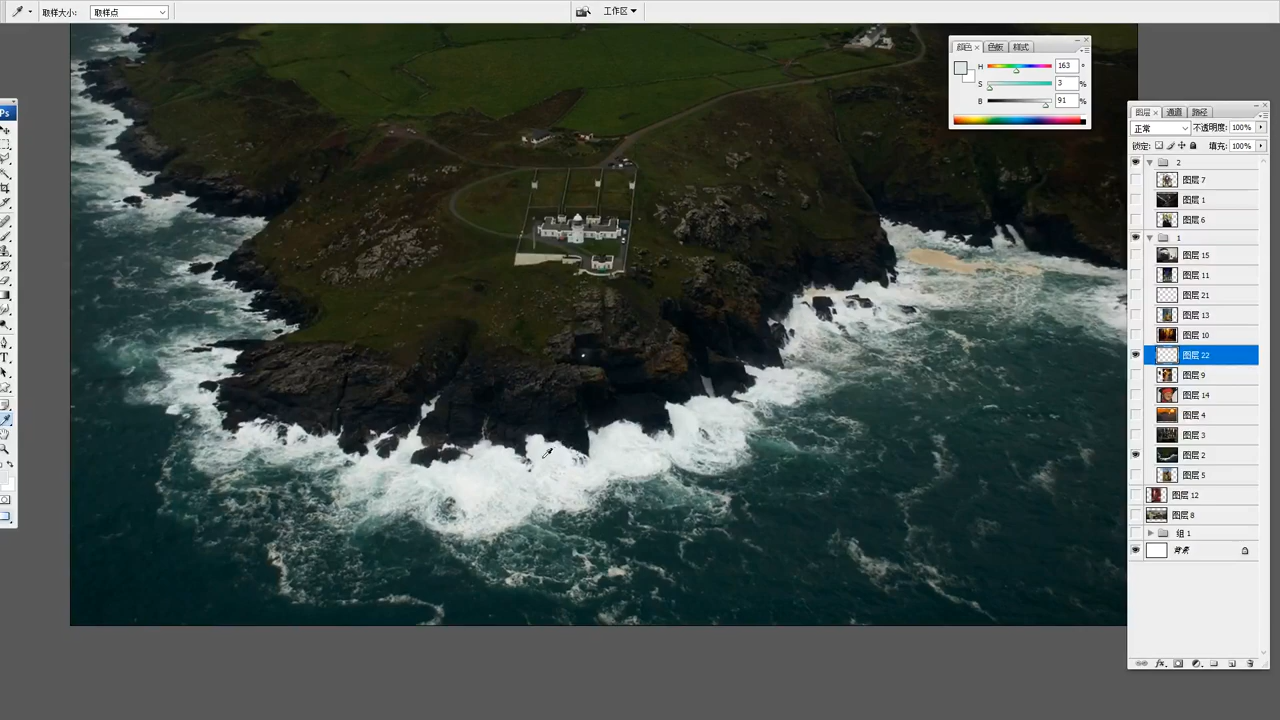 取样大小: 取样点
工作区
颜色 色板 样式
H 163 °
S 3 %
B 91 %
Ps
图层 通道 路径
正常 不透明度: 100%
锁定: 填充: 100%
2
图层 7
图层 1
图层 6
1
图层 15
图层 11
图层 21
图层 13
图层 10
图层 22
图层 9
图层 14
图层 4
图层 3
图层 2
图层 5
图层 12
图层 8
组 1
背景
fx
T